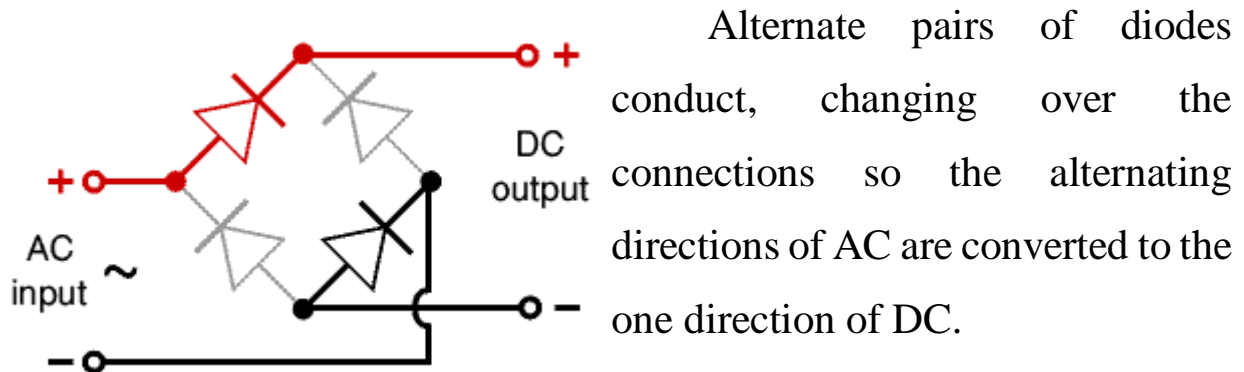 +
+
AC
input ~
−
DC
output
−
Alternate pairs of diodes
conduct, changing over the
connections so the alternating
directions of AC are converted to the
one direction of DC.